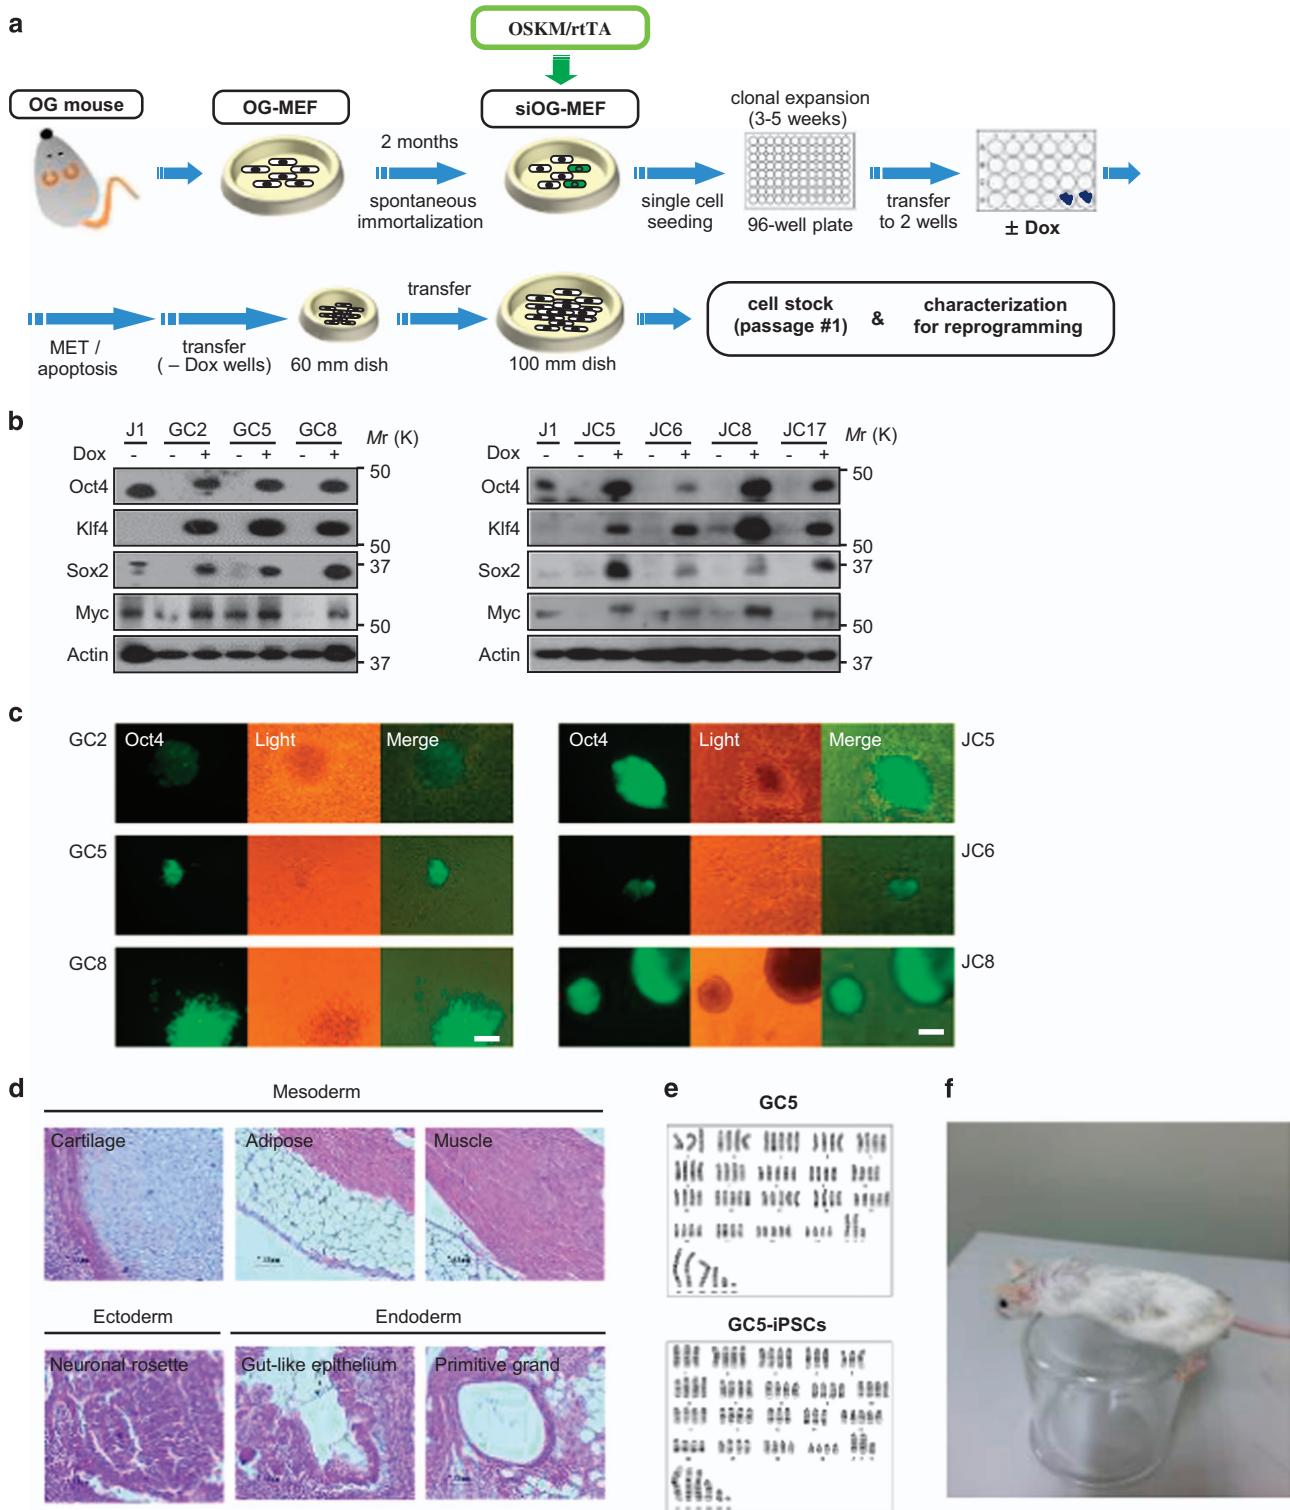 a
OSKM/rtTA
OG mouse
OG-MEF
siOG-MEF
2 months
spontaneous
immortalization
single cell
seeding
clonal expansion
(3-5 weeks)
96-well plate
transfer
to 2 wells
± Dox
MET /
apoptosis
transfer
( – Dox wells)
60 mm dish
transfer
100 mm dish
cell stock
(passage #1)
&
characterization
for reprogramming
b
J1 GC2 GC5 GC8 Mr (K)
Dox - - + - + - +
Oct4 50
Klf4 50
Sox2 37
Myc 50
Actin 37
J1 JC5 JC6 JC8 JC17 Mr (K)
Dox - - + - + - + - +
Oct4 50
Klf4 50
Sox2 37
Myc 50
Actin 37
c
GC2 Oct4 Light Merge
GC5
GC8
Oct4 Light Merge JC5
JC6
JC8
d
Mesoderm
Cartilage Adipose Muscle
Ectoderm Endoderm
Neuronal rosette Gut-like epithelium Primitive grand
e
GC5
GC5-iPSCs
f